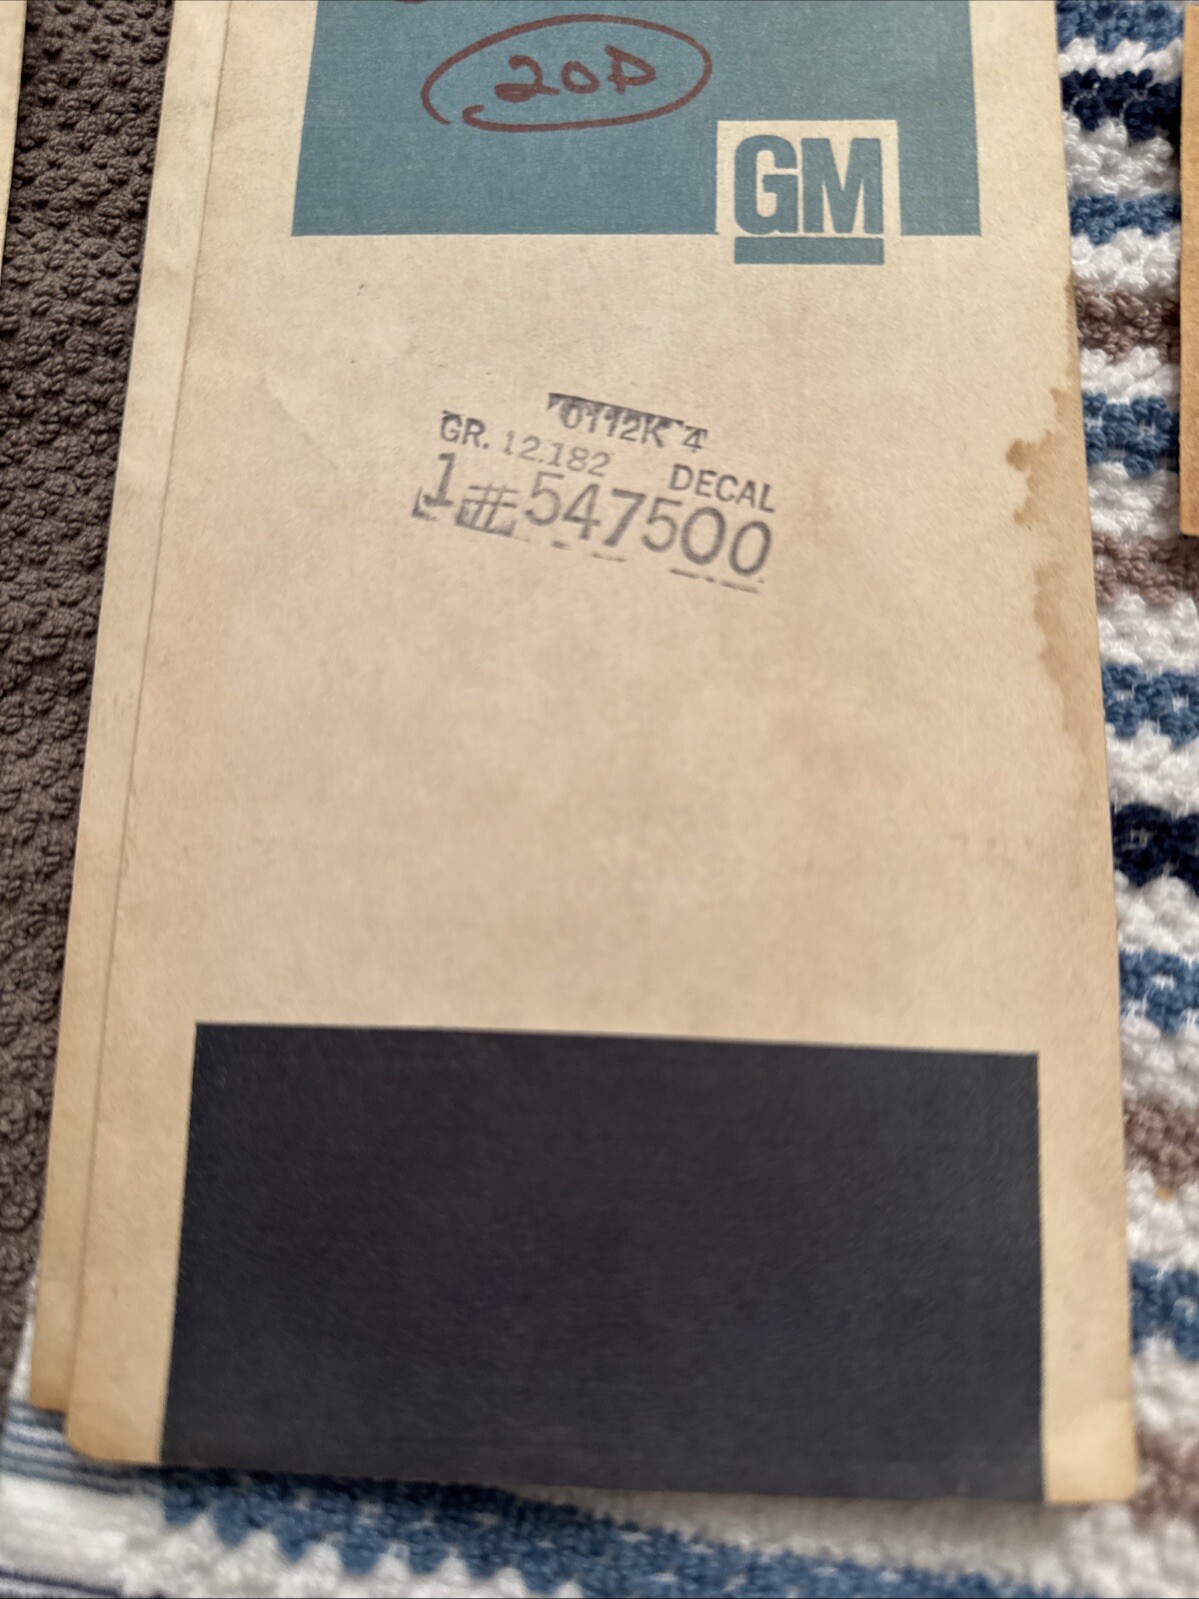 20D
GM
0112K 4
GR. 12.182 DECAL
1 # 547500